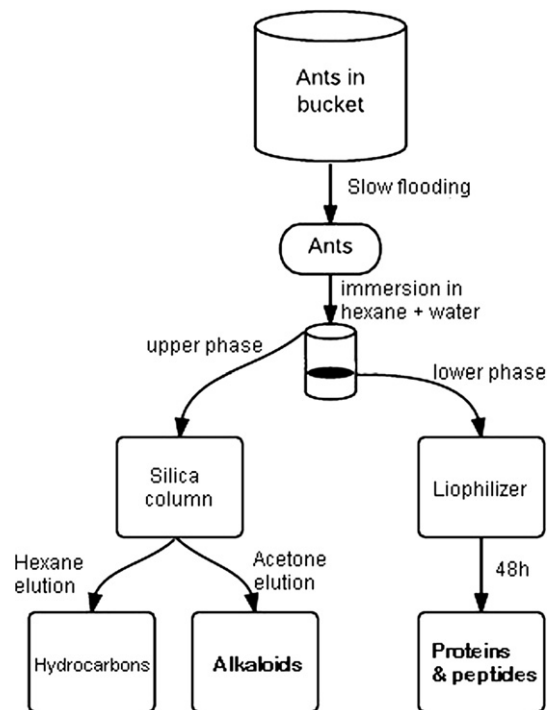 Ants in
bucket
Slow flooding
Ants
immersion in
hexane + water
upper phase
lower phase
Silica
column
Liophilizer
Hexane
elution
Acetone
elution
48h
Hydrocarbons
Alkaloids
Proteins
& peptides